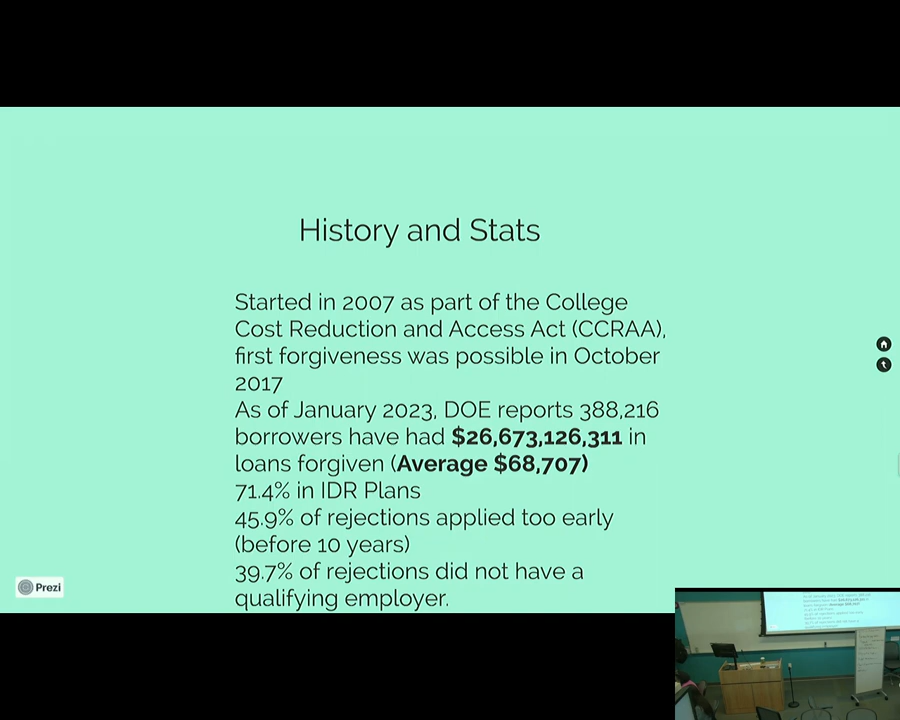 History and Stats
Started in 2007 as part of the College
Cost Reduction and Access Act (CCRAA),
first forgiveness was possible in October
2017
As of January 2023, DOE reports 388,216
borrowers have had $26,673,126,311 in
loans forgiven (Average $68,707)
71.4% in IDR Plans
45.9% of rejections applied too early
(before 10 years)
39.7% of rejections did not have a
qualifying employer.
Prezi